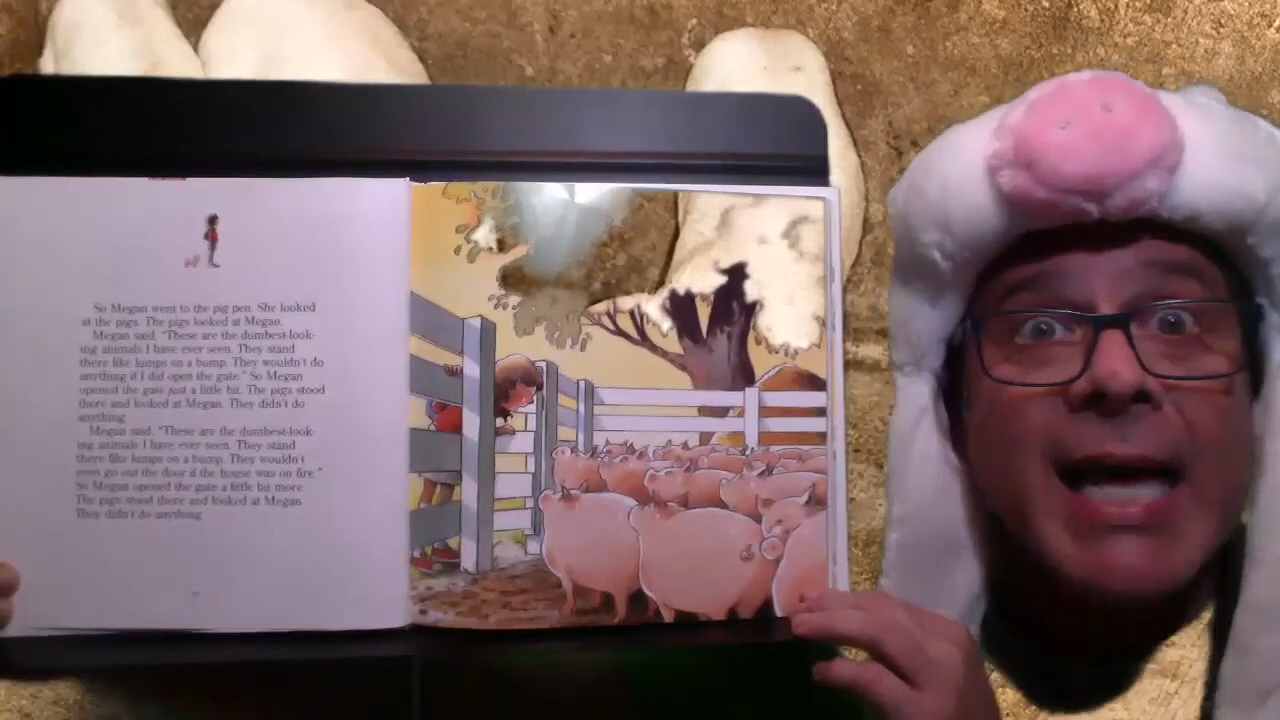 So Megan went to the pig pen. She looked
at the pigs. The pigs looked at Megan.
Megan said, "These are the dumbest-look-
ing animals I have ever seen. They stand
there like lumps on a bump. They wouldn't do
anything if I did open the gate." So Megan
opened the gate just a little bit. The pigs stood
there and looked at Megan. They didn't do
anything.
Megan said, "These are the dumbest-look-
ing animals I have ever seen. They stand
there like lumps on a bump. They wouldn't
even go out the door if the house was on fire."
So Megan opened the gate a little bit more.
The pigs stood there and looked at Megan.
They didn't do anything.